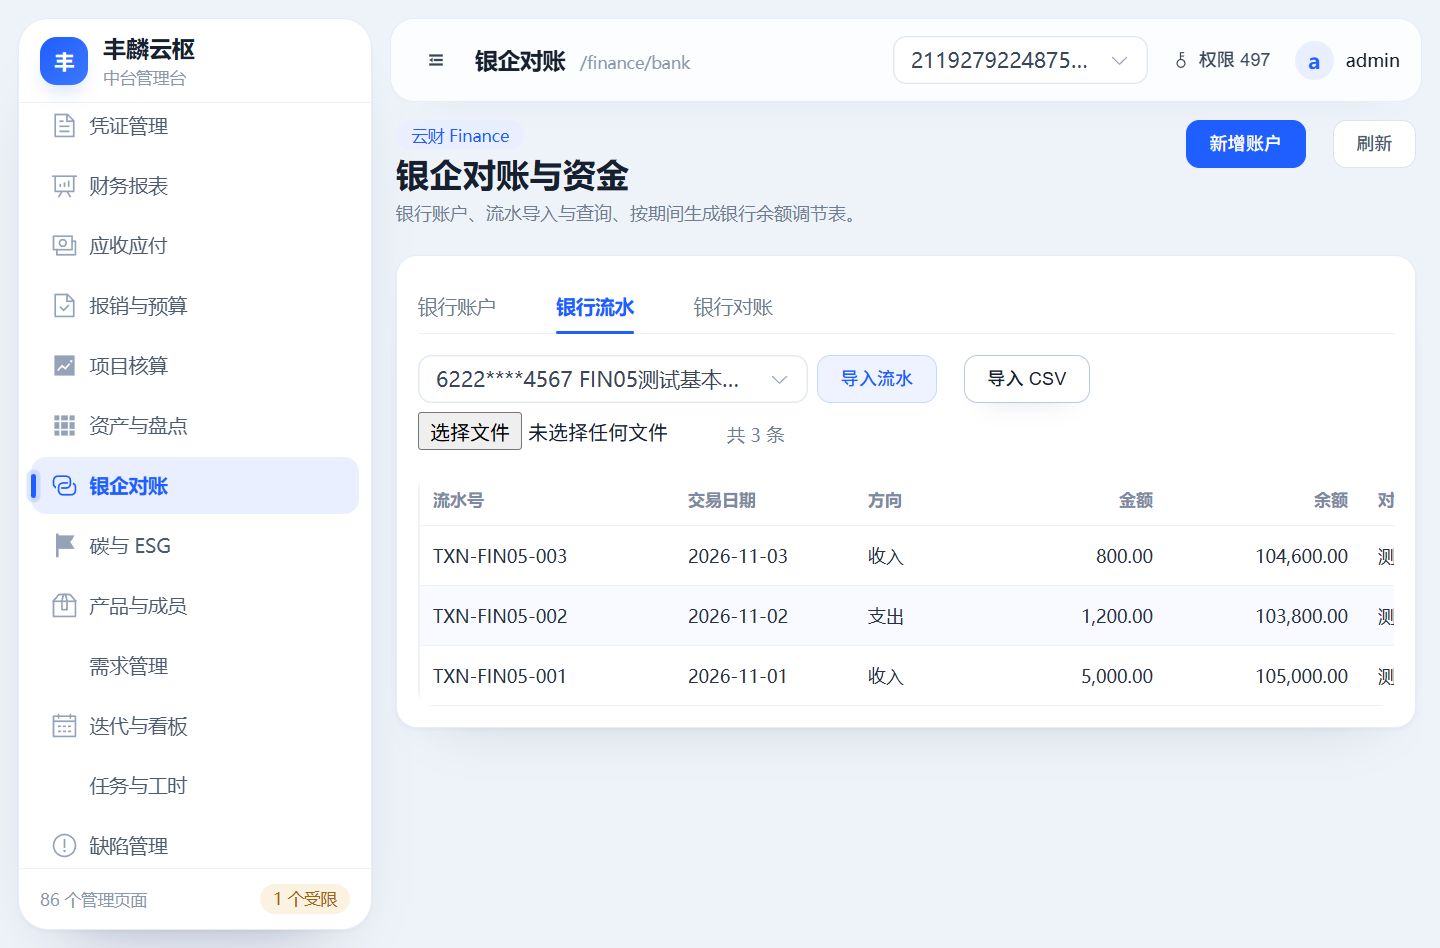 丰
丰麟云枢
中台管理台
凭证管理
财务报表
应收应付
报销与预算
项目核算
资产与盘点
银企对账
碳与 ESG
产品与成员
需求管理
迭代与看板
任务与工时
缺陷管理
86 个管理页面
1 个受限
银企对账 /finance/bank
2119279224875...
权限 497
a
admin
云财 Finance
银企对账与资金
银行账户、流水导入与查询、按期间生成银行余额调节表。
新增账户
刷新
银行账户 银行流水 银行对账
6222****4567 FIN05测试基本...
导入流水
导入 CSV
选择文件 未选择任何文件
共 3 条
流水号 交易日期 方向 金额 余额 对
TXN-FIN05-003 2026-11-03 收入 800.00 104,600.00 测
TXN-FIN05-002 2026-11-02 支出 1,200.00 103,800.00 测
TXN-FIN05-001 2026-11-01 收入 5,000.00 105,000.00 测